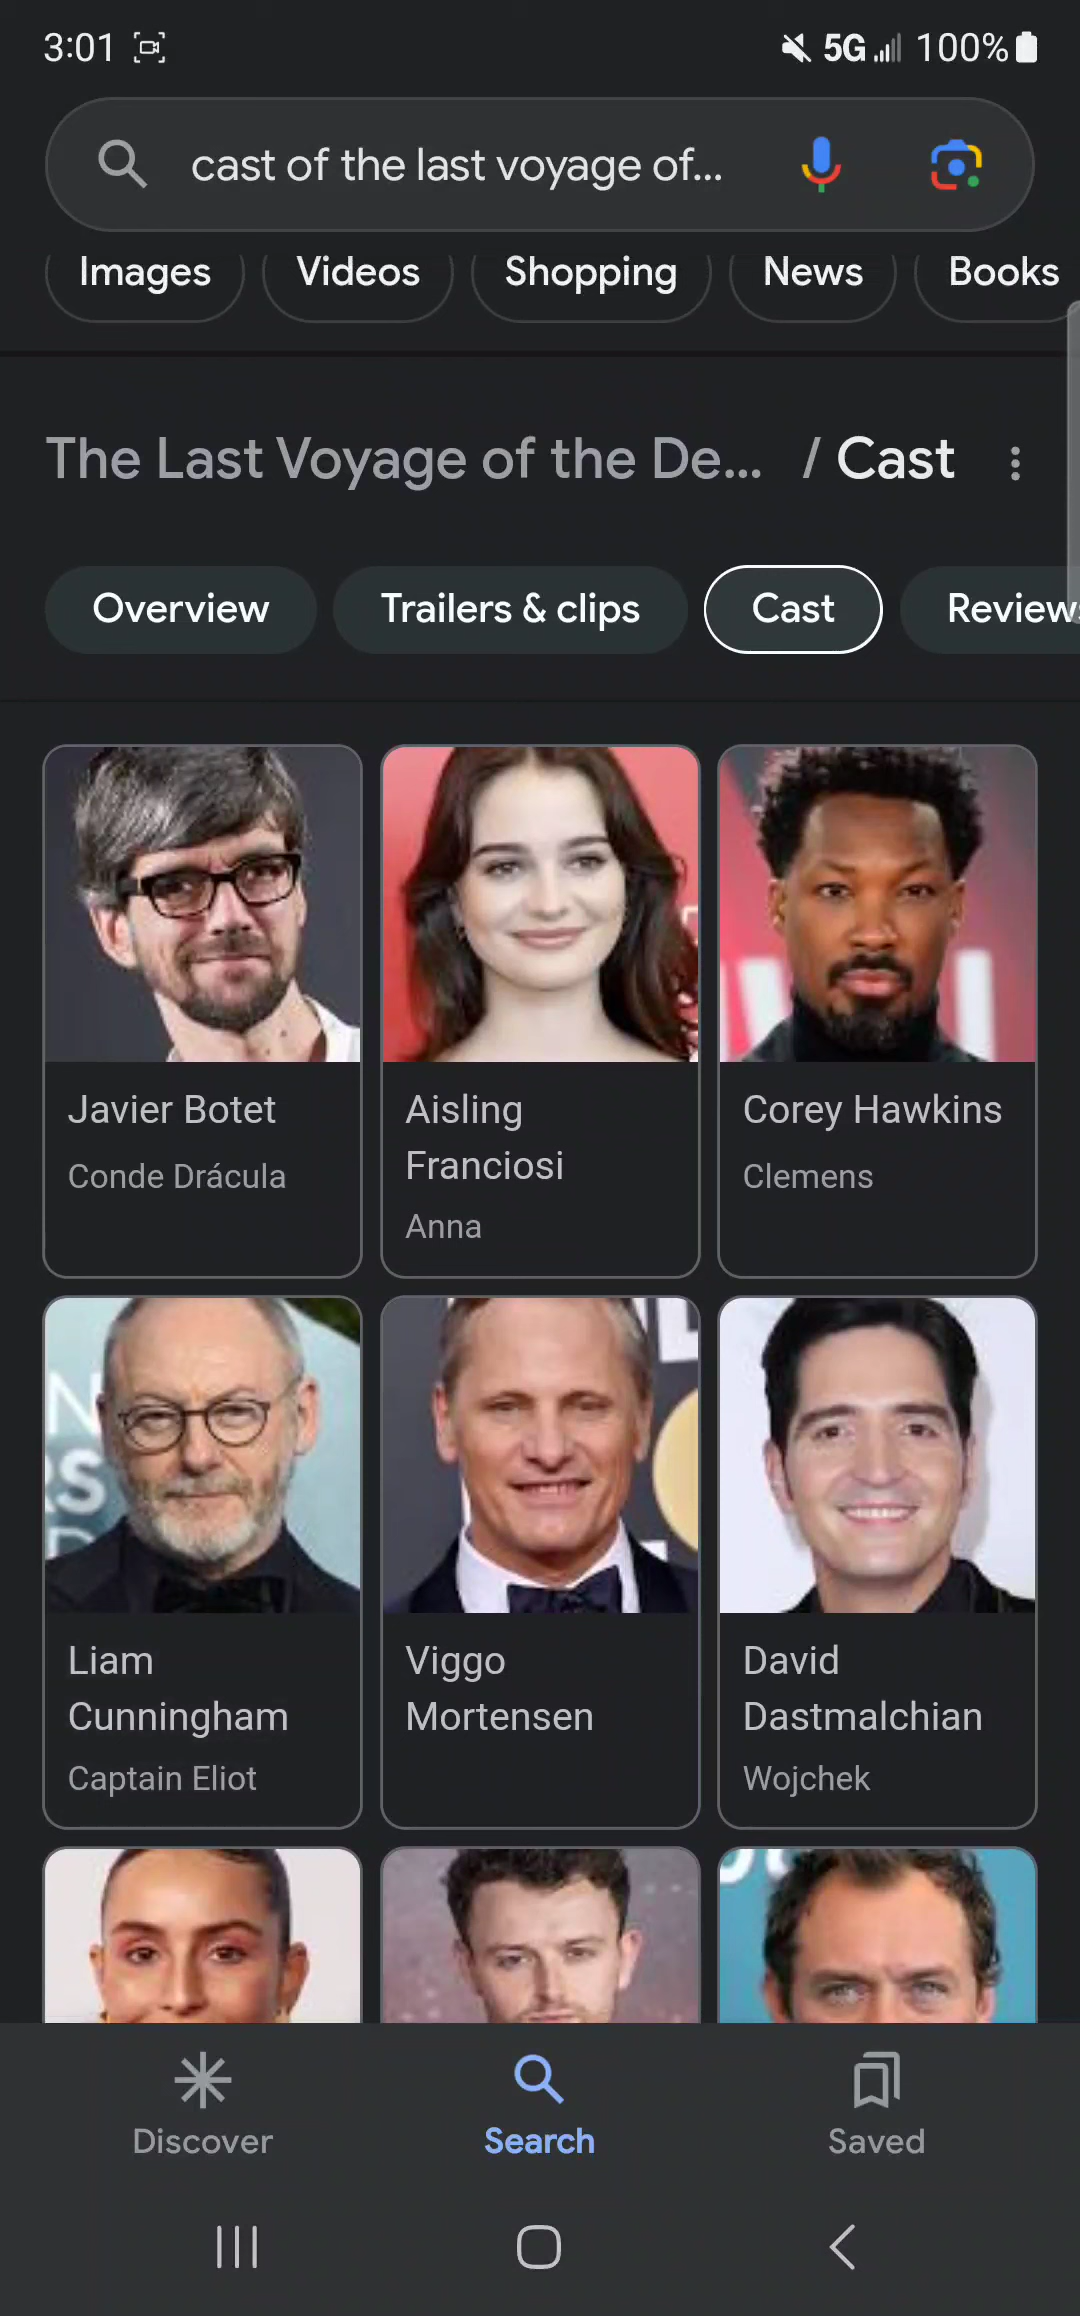 3:01 5G 100%
cast of the last voyage of...
Images Videos Shopping News Books
The Last Voyage of the De... / Cast
Overview Trailers & clips Cast Reviews
Javier Botet
Conde Drácula
Aisling
Franciosi
Anna
Corey Hawkins
Clemens
Liam
Cunningham
Captain Eliot
Viggo
Mortensen
David
Dastmalchian
Wojchek
Discover Search Saved